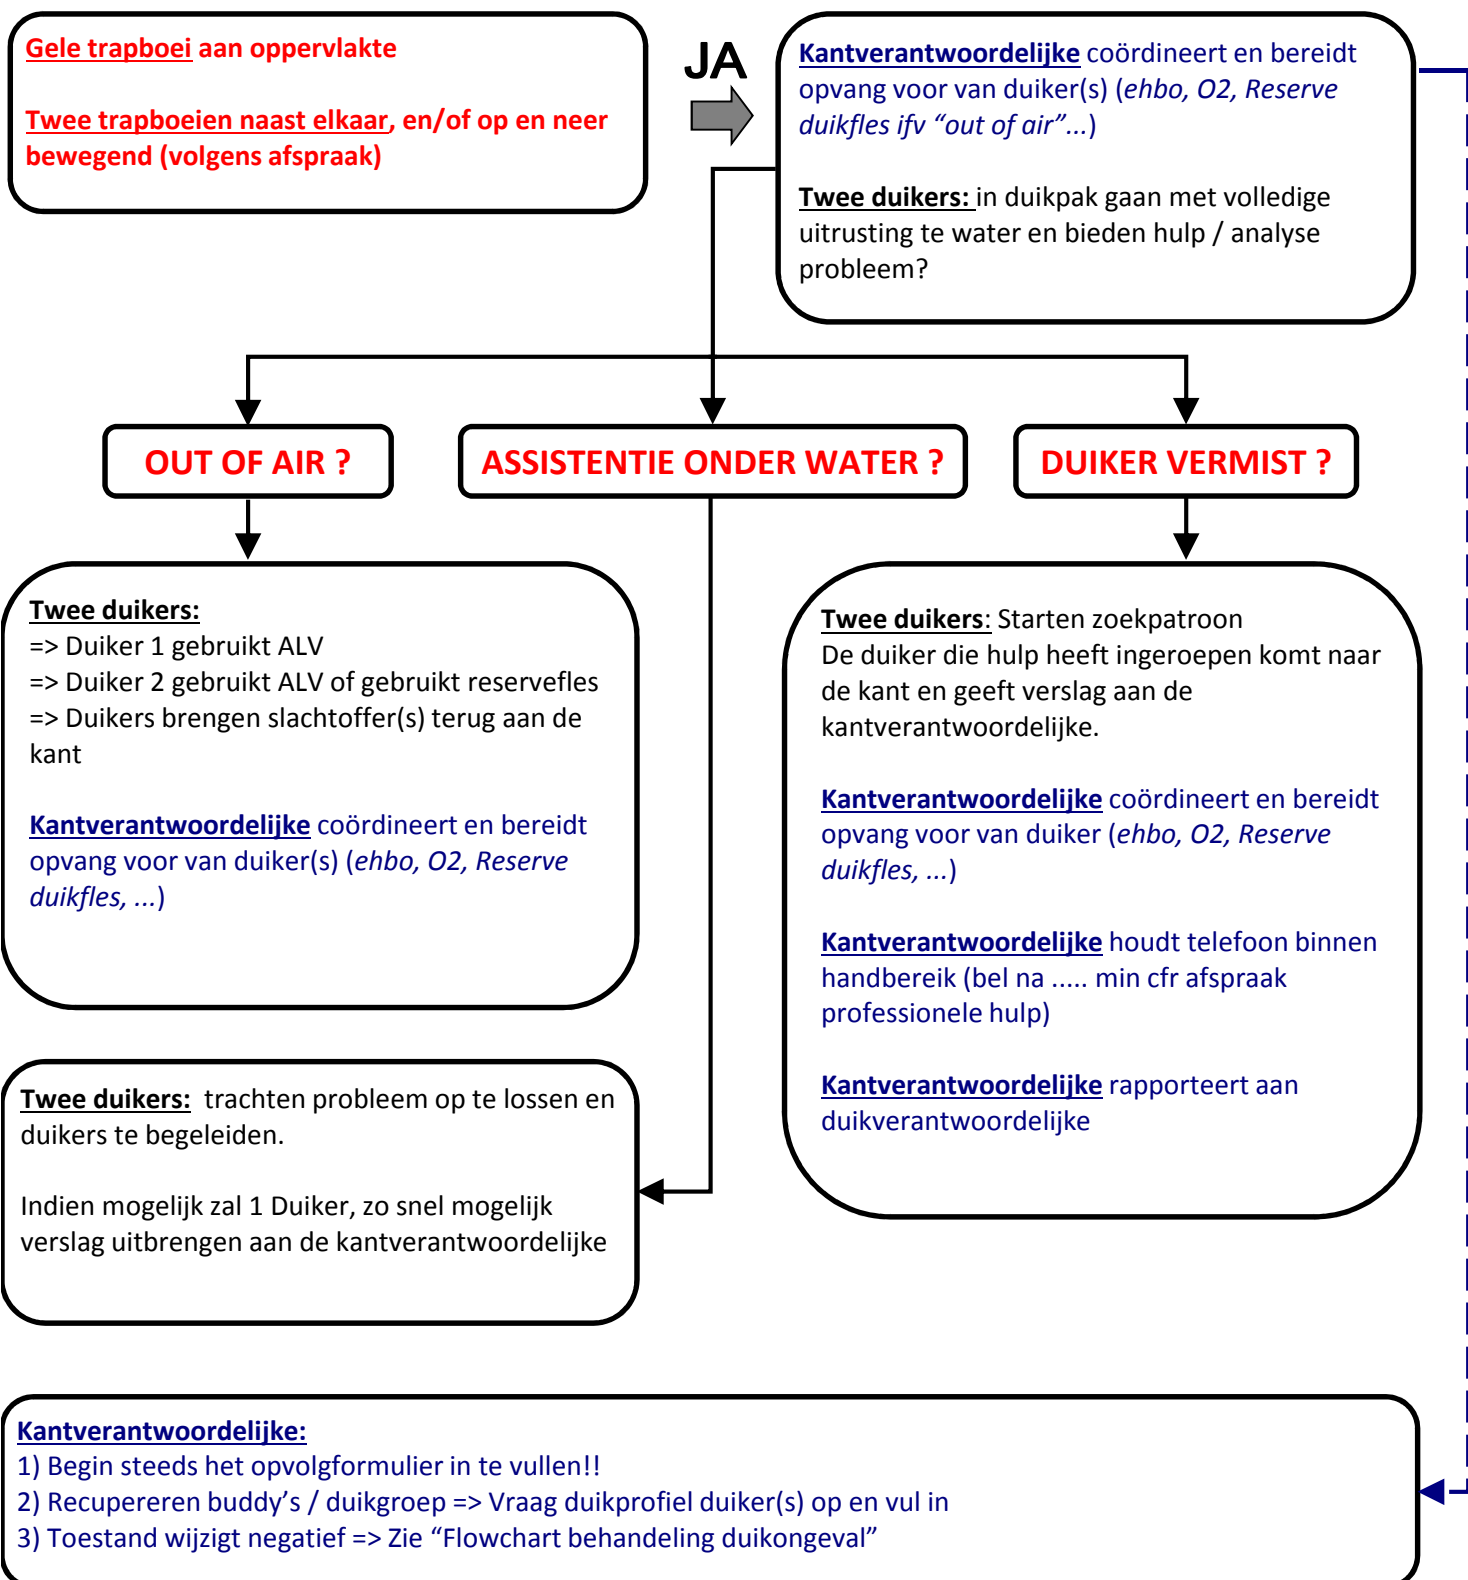 Gele trapboei aan oppervlakte
Twee trapboeien naast elkaar, en/of op en neer
bewegend (volgens afspraak)
JA
Kantverantwoordelijke coördineert en bereidt
opvang voor van duiker(s) (ehbo, O2, Reserve
duikfles ifv “out of air”...)
Twee duikers: in duikpak gaan met volledige
uitrusting te water en bieden hulp / analyse
probleem?
OUT OF AIR ?
ASSISTENTIE ONDER WATER ?
DUIKER VERMIST ?
Twee duikers:
=> Duiker 1 gebruikt ALV
=> Duiker 2 gebruikt ALV of gebruikt reservefles
=> Duikers brengen slachtoffer(s) terug aan de
kant
Kantverantwoordelijke coördineert en bereidt
opvang voor van duiker(s) (ehbo, O2, Reserve
duikfles, ...)
Twee duikers: Starten zoekpatroon
De duiker die hulp heeft ingeroepen komt naar
de kant en geeft verslag aan de
kantverantwoordelijke.
Kantverantwoordelijke coördineert en bereidt
opvang voor van duiker (ehbo, O2, Reserve
duikfles, ...)
Kantverantwoordelijke houdt telefoon binnen
handbereik (bel na ..... min cfr afspraak
professionele hulp)
Kantverantwoordelijke rapporteert aan
duikverantwoordelijke
Twee duikers: trachten probleem op te lossen en
duikers te begeleiden.
Indien mogelijk zal 1 Duiker, zo snel mogelijk
verslag uitbrengen aan de kantverantwoordelijke
Kantverantwoordelijke:
1) Begin steeds het opvolgformulier in te vullen!!
2) Recupereren buddy’s / duikgroep => Vraag duikprofiel duiker(s) op en vul in
3) Toestand wijzigt negatief => Zie “Flowchart behandeling duikongeval”